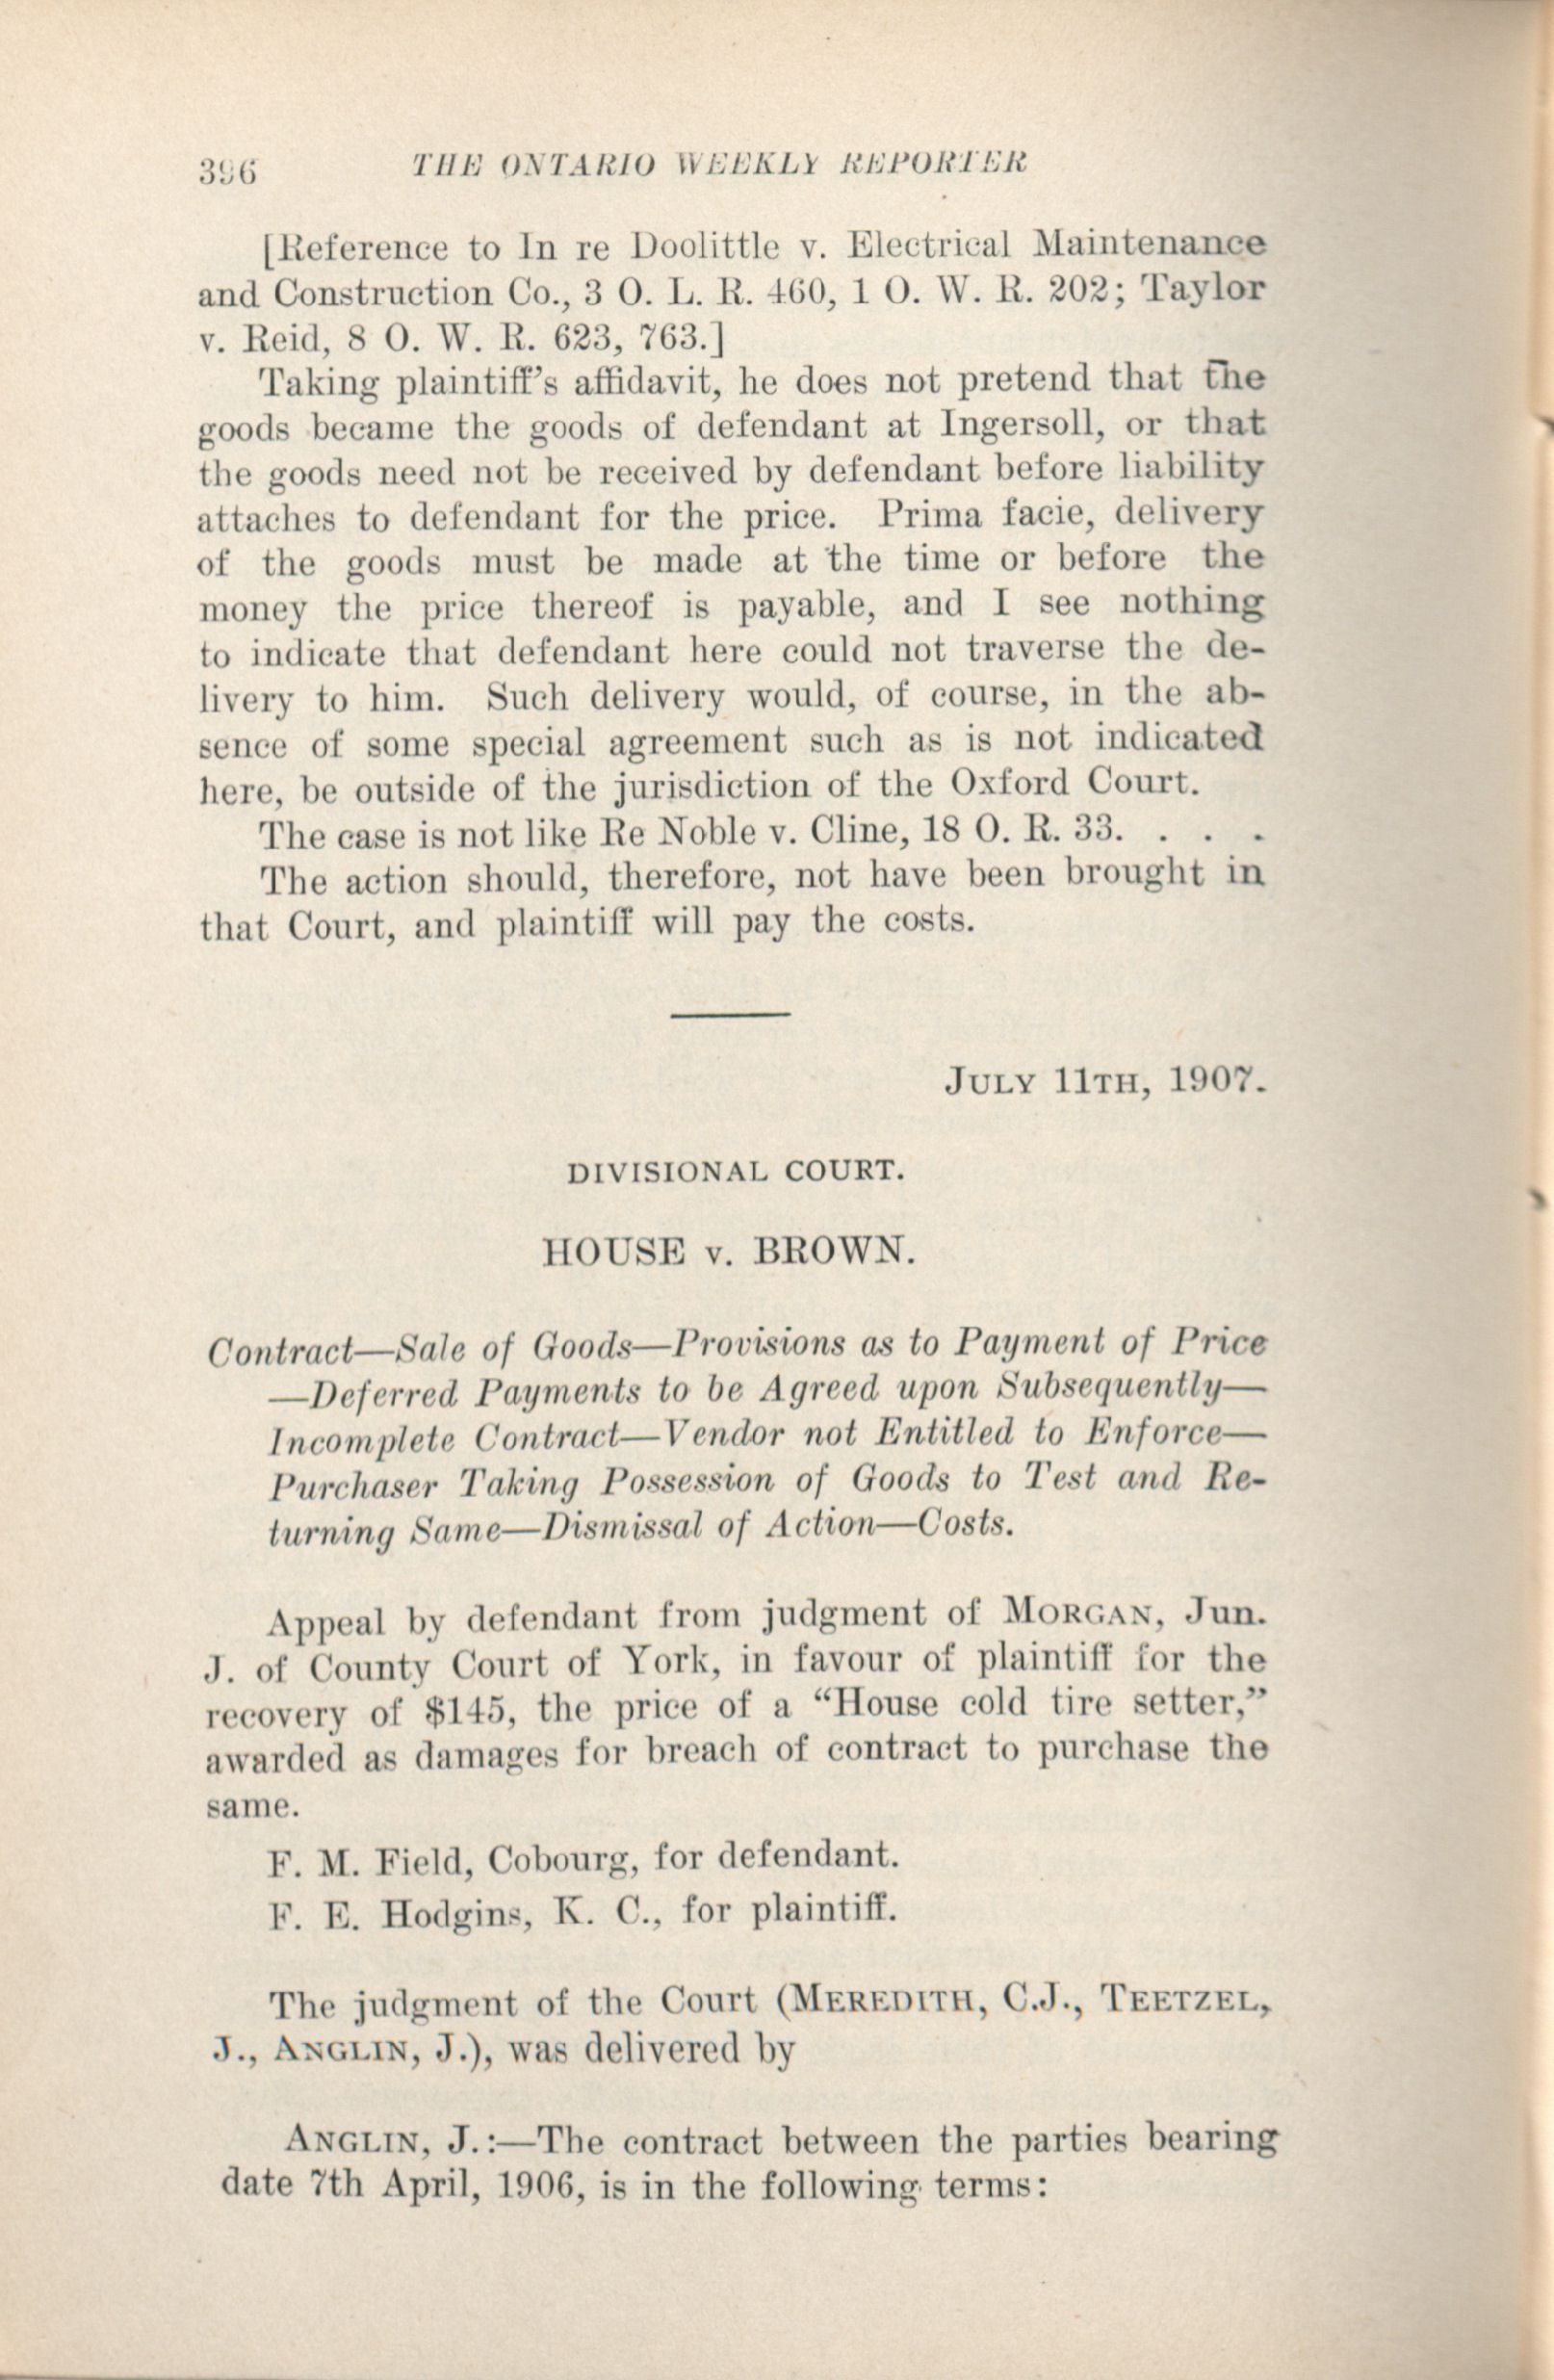 396 THE ONTARIO WEEKLY REPORTER
[Reference to In re Doolittle v. Electrical Maintenance
and Construction Co., 3 O. L. R. 460, 1 O. W. R. 202; Taylor
v. Reid, 8 O. W. R. 623, 763.]
Taking plaintiff's affidavit, he does not pretend that the
goods became the goods of defendant at Ingersoll, or that
the goods need not be received by defendant before liability
attaches to defendant for the price. Prima facie, delivery
of the goods must be made at the time or before the
money the price thereof is payable, and I see nothing
to indicate that defendant here could not traverse the de-
livery to him. Such delivery would, of course, in the ab-
sence of some special agreement such as is not indicated
here, be outside of the jurisdiction of the Oxford Court.
The case is not like Re Noble v. Cline, 18 O. R. 33. . . .
The action should, therefore, not have been brought in
that Court, and plaintiff will pay the costs.
JULY 11TH, 1907.
DIVISIONAL COURT.
HOUSE v. BROWN.
Contract—Sale of Goods—Provisions as to Payment of Price
—Deferred Payments to be Agreed upon Subsequently—
Incomplete Contract—Vendor not Entitled to Enforce—
Purchaser Taking Possession of Goods to Test and Re-
turning Same—Dismissal of Action—Costs.
Appeal by defendant from judgment of MORGAN, Jun.
J. of County Court of York, in favour of plaintiff for the
recovery of $145, the price of a “House cold tire setter,”
awarded as damages for breach of contract to purchase the
same.
F. M. Field, Cobourg, for defendant.
F. E. Hodgins, K. C., for plaintiff.
The judgment of the Court (MEREDITH, C.J., TEETZEL,
J., ANGLIN, J.), was delivered by
ANGLIN, J.:—The contract between the parties bearing
date 7th April, 1906, is in the following terms: